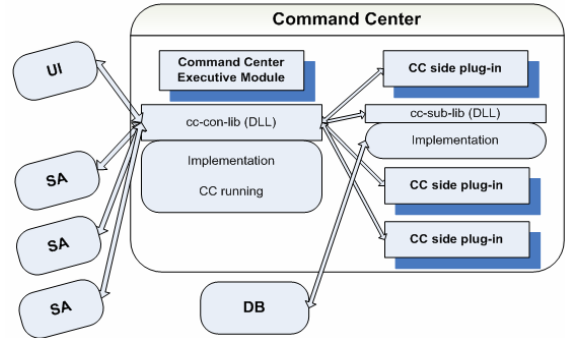 Command Center
UI
Command Center
Executive Module
CC side plug-in
cc-con-lib (DLL)
cc-sub-lib (DLL)
Implementation
Implementation
CC running
SA
CC side plug-in
SA
CC side plug-in
SA
DB